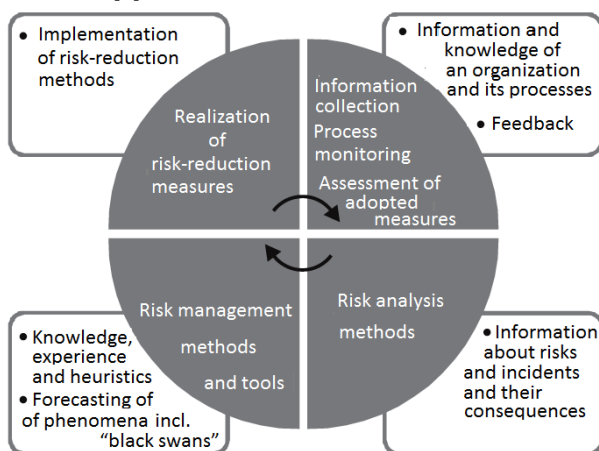 • Implementation
of risk-reduction
methods
• Information and
knowledge of
an organization
and its processes
• Feedback
Realization
of
risk-reduction
measures
Information
collection
Process
monitoring
Assessment of
adopted
measures
Risk management
methods
and tools
Risk analysis
methods
• Knowledge,
experience
and heuristics
• Forecasting of
of phenomena incl.
“black swans”
• Information
about risks
and incidents
and their
consequences